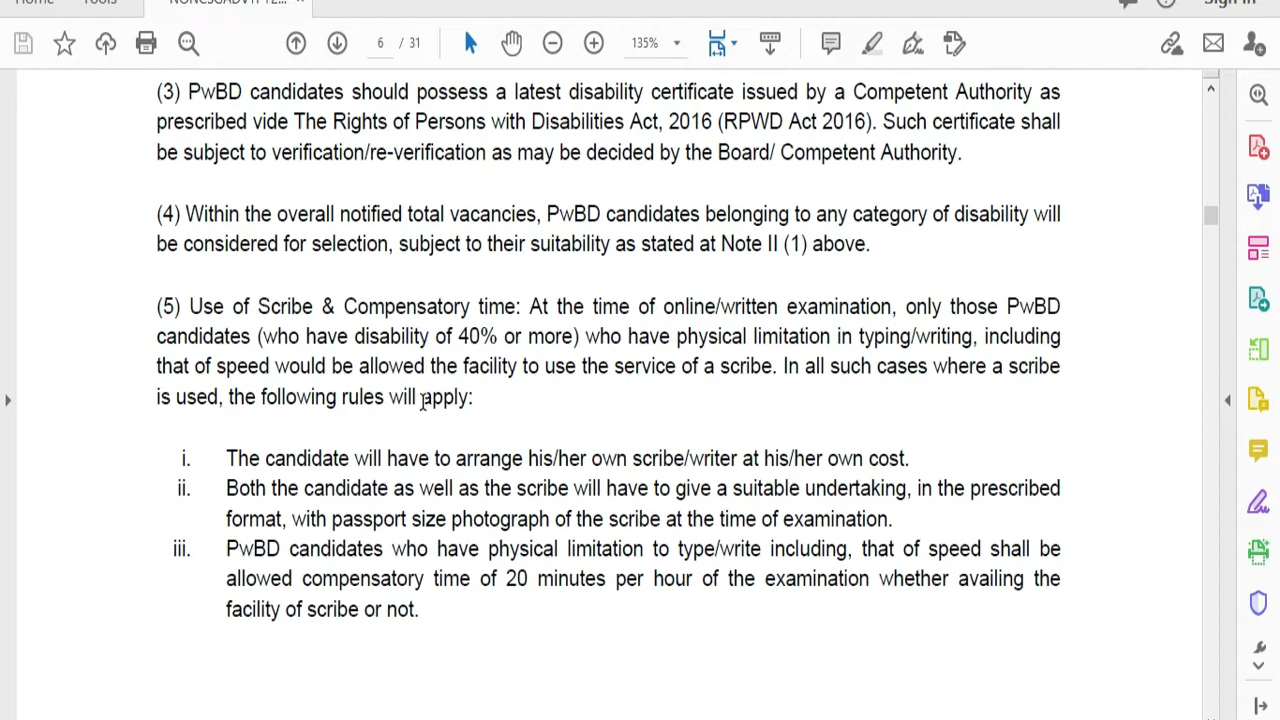 Home
Tools
Sign In
6 / 31
135%
(3) PwBD candidates should possess a latest disability certificate issued by a Competent Authority as
prescribed vide The Rights of Persons with Disabilities Act, 2016 (RPWD Act 2016). Such certificate shall
be subject to verification/re-verification as may be decided by the Board/ Competent Authority.
(4) Within the overall notified total vacancies, PwBD candidates belonging to any category of disability will
be considered for selection, subject to their suitability as stated at Note II (1) above.
(5) Use of Scribe & Compensatory time: At the time of online/written examination, only those PwBD
candidates (who have disability of 40% or more) who have physical limitation in typing/writing, including
that of speed would be allowed the facility to use the service of a scribe. In all such cases where a scribe
is used, the following rules will apply:
i. The candidate will have to arrange his/her own scribe/writer at his/her own cost.
ii. Both the candidate as well as the scribe will have to give a suitable undertaking, in the prescribed
format, with passport size photograph of the scribe at the time of examination.
iii. PwBD candidates who have physical limitation to type/write including, that of speed shall be
allowed compensatory time of 20 minutes per hour of the examination whether availing the
facility of scribe or not.